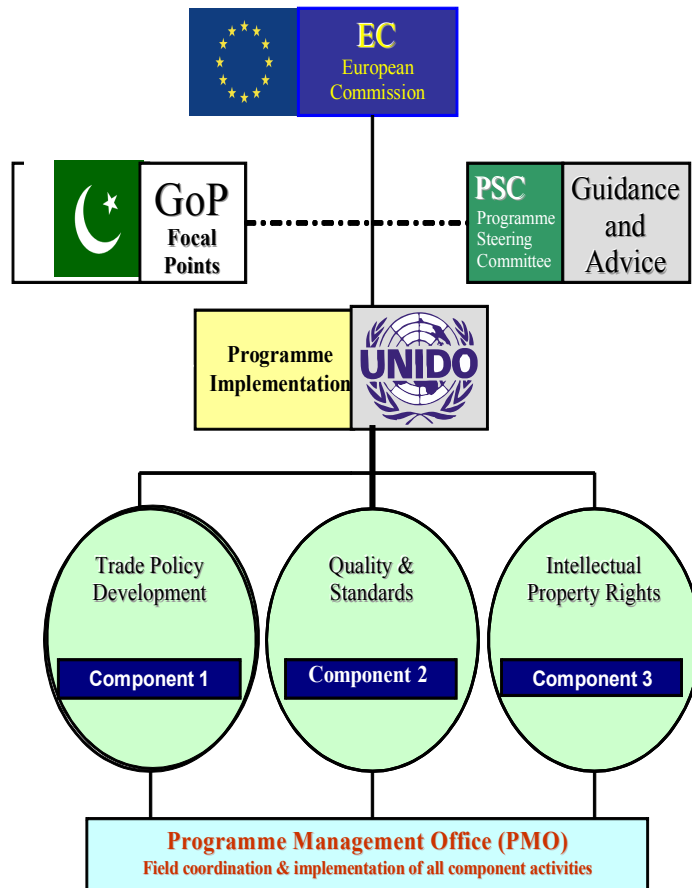 EC
European
Commission
GoP
Focal
Points
PSC
Programme
Steering
Committee
Guidance
and
Advice
Programme
Implementation
UNIDO
Trade Policy
Development
Component 1
Quality &
Standards
Component 2
Intellectual
Property Rights
Component 3
Programme Management Office (PMO)
Field coordination & implementation of all component activities